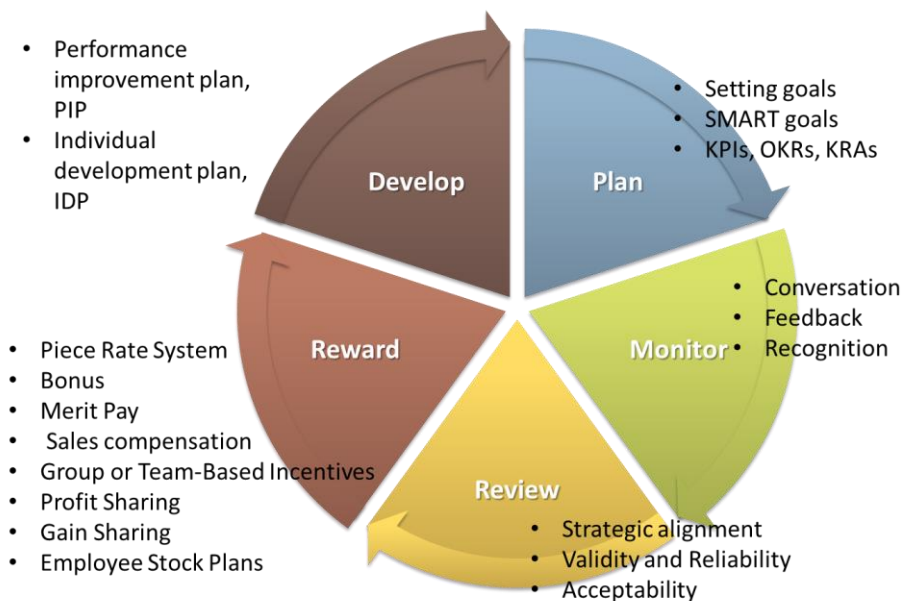 • Performance
improvement plan,
PIP
• Individual
development plan,
IDP
Develop
Plan
• Setting goals
• SMART goals
• KPIs, OKRs, KRAs
Monitor
• Conversation
• Feedback
• Recognition
Review
• Strategic alignment
• Validity and Reliability
• Acceptability
Reward
• Piece Rate System
• Bonus
• Merit Pay
• Sales compensation
• Group or Team-Based Incentives
• Profit Sharing
• Gain Sharing
• Employee Stock Plans